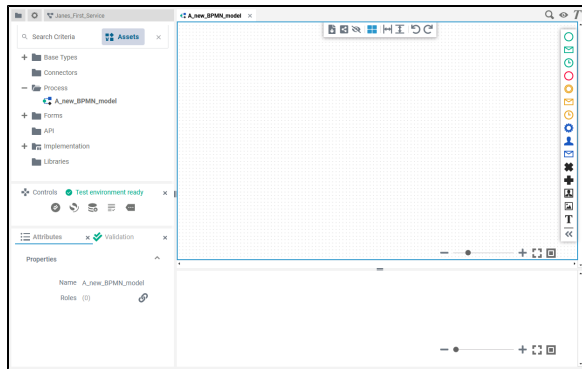 Janes_First_Service
A_new_BPMN_model ×
Search Criteria
Assets ×
+ Base Types
Connectors
− Process
A_new_BPMN_model
+ Forms
API
+ Implementation
Libraries
Controls
Test environment ready ×
Attributes ×
Validation ×
Properties
Name A_new_BPMN_model
Roles (0)
T
T